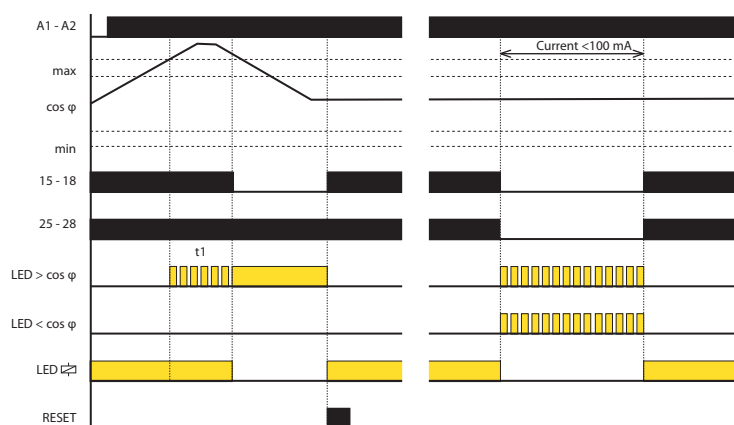 A1 - A2
Current <100 mA
max
cos φ
min
15 - 18
25 - 28
t1
LED > cos φ
LED < cos φ
LED
RESET